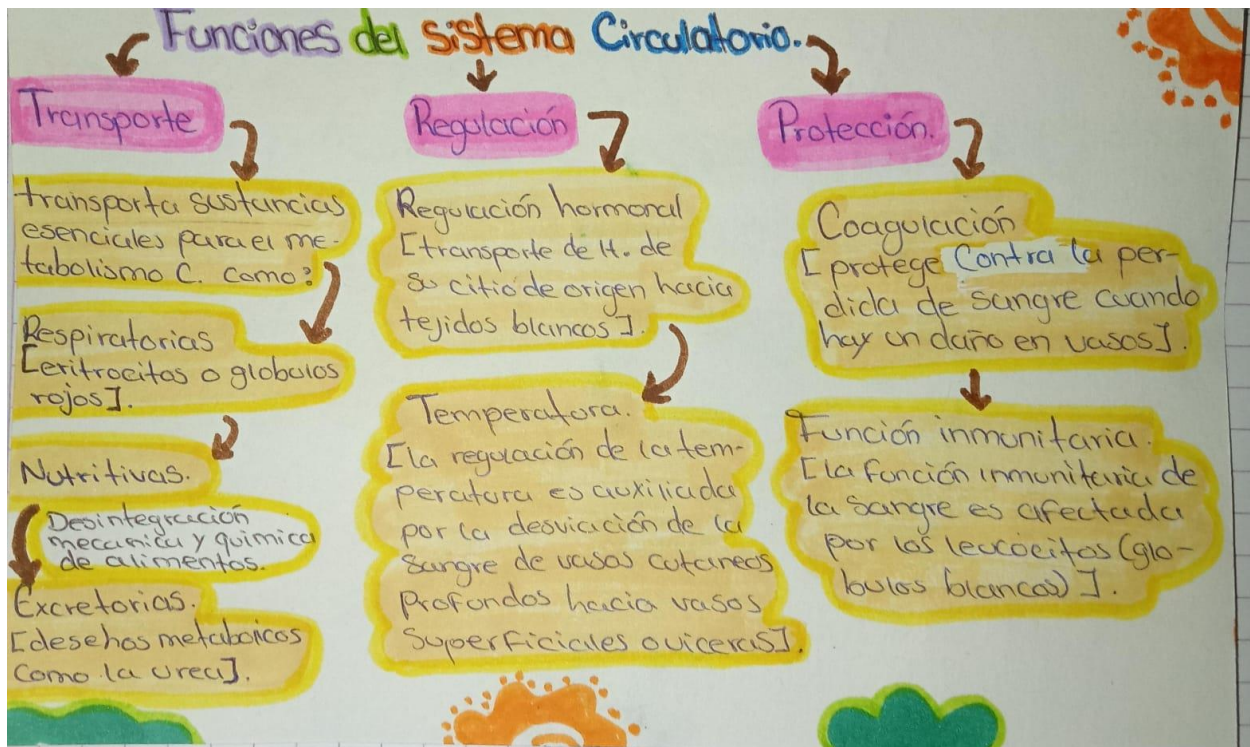 Funciones del sistema Circulatorio.
Transporte
transporta sustancias
esenciales para el me-
tabolismo C. como:
Respiratorias
[eritrocitos o globulos
rojos].
Nutritivas.
Desintegración
mecanica y quimica
de alimentos.
Excretorias.
[desehos metabolicos
como la urea].
Regulación
Regulación hormonal
[transporte de H. de
su citio de origen hacia
tejidos blancos].
Temperatura.
[la regulación de la tem-
peratura es auxiliada
por la desviación de la
sangre de vasos cutaneos
profondos hacia vasos
superficiales o viceras].
Protección.
Coagulación
[protege Contra la per-
dida de sangre cuando
hay un daño en vasos].
Función inmunitaria.
[la función inmunitaria de
la sangre es afectada
por los leucocitos (glo-
bulos blancos)].